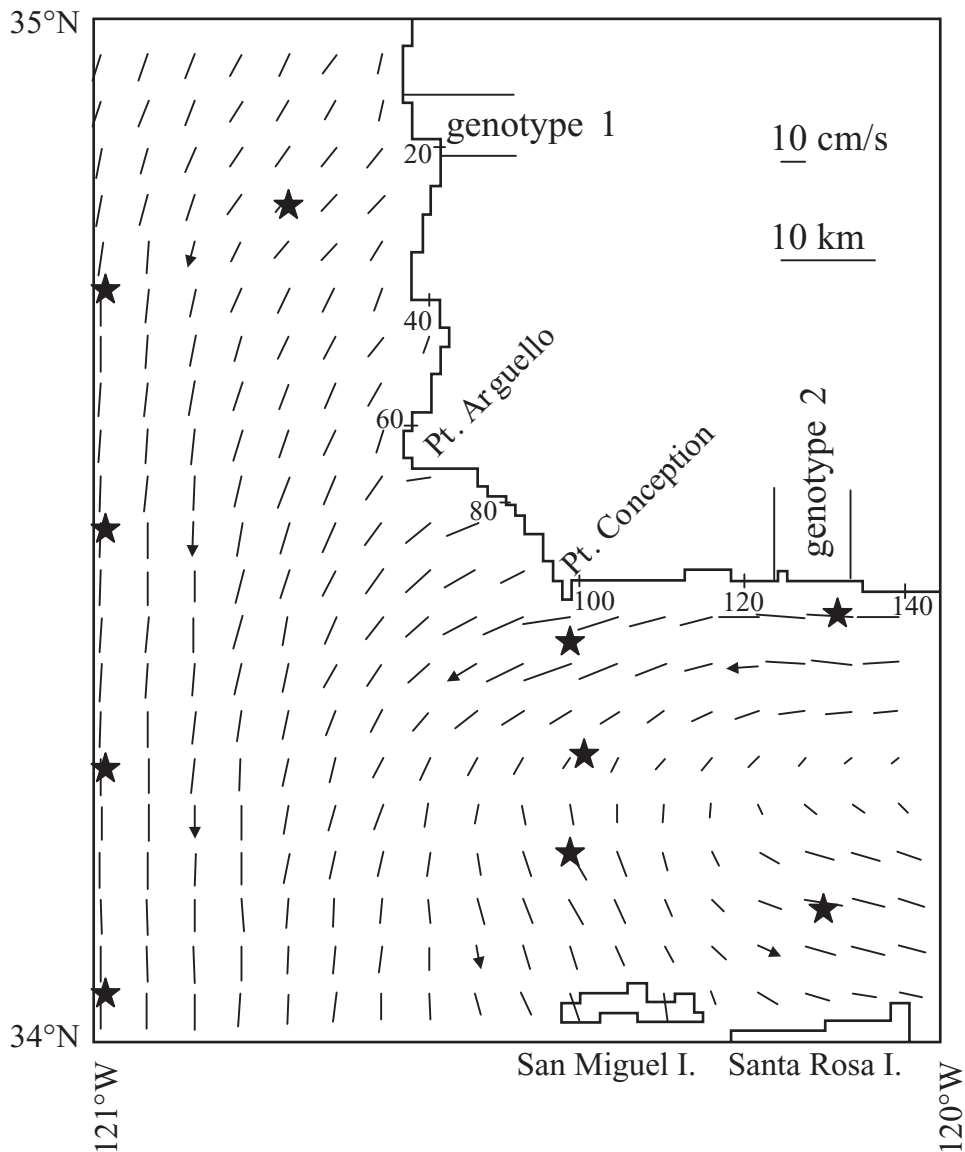 35°N
genotype 1
10 cm/s
20
10 km
40
Pt. Arguello
60
Pt. Conception
genotype 2
80
100
120
140
34°N
San Miguel I.
Santa Rosa I.
121°W
120°W